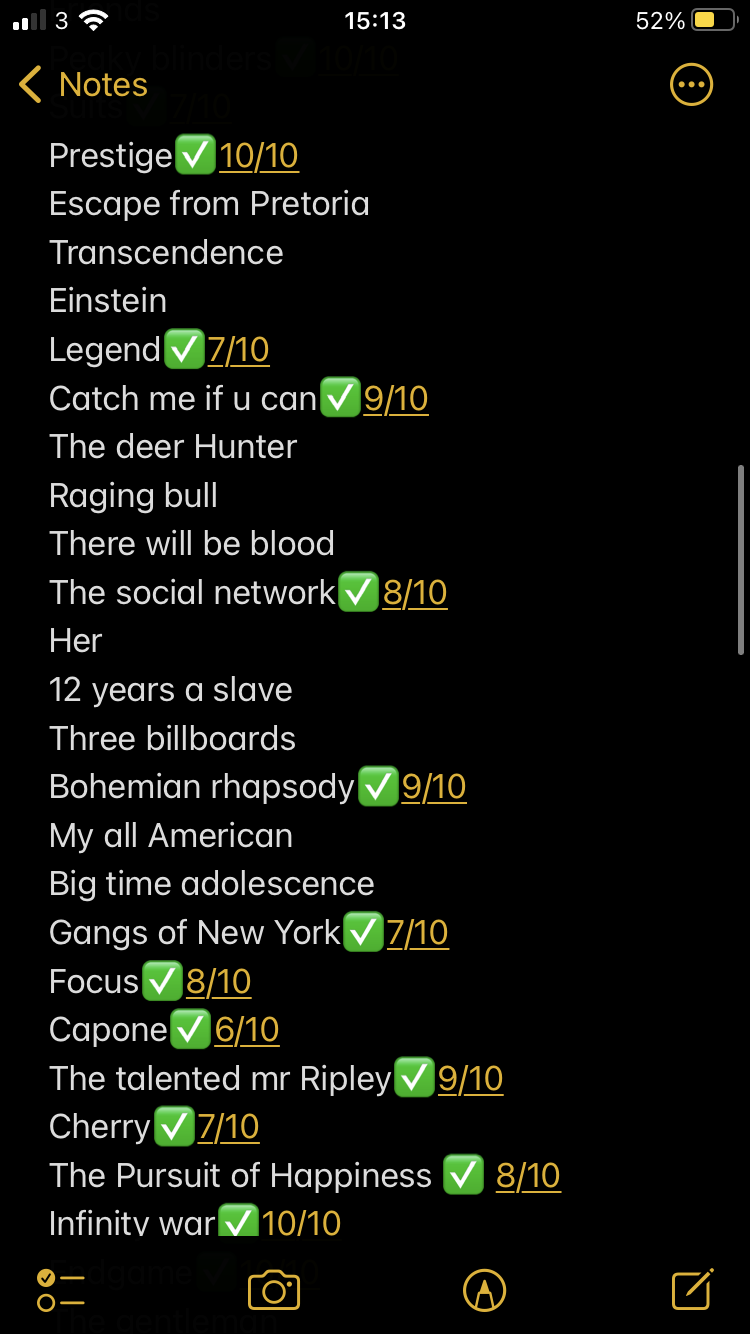 3 15:13 52%
Peaky blinders ✅ 10/10
Notes
Suits ✅ 7/10
Prestige✅10/10
Escape from Pretoria
Transcendence
Einstein
Legend✅7/10
Catch me if u can✅9/10
The deer Hunter
Raging bull
There will be blood
The social network✅8/10
Her
12 years a slave
Three billboards
Bohemian rhapsody✅9/10
My all American
Big time adolescence
Gangs of New York✅7/10
Focus✅8/10
Capone✅6/10
The talented mr Ripley✅9/10
Cherry✅7/10
The Pursuit of Happiness ✅ 8/10
Infinity war✅10/10
Endgame✅
The gentleman